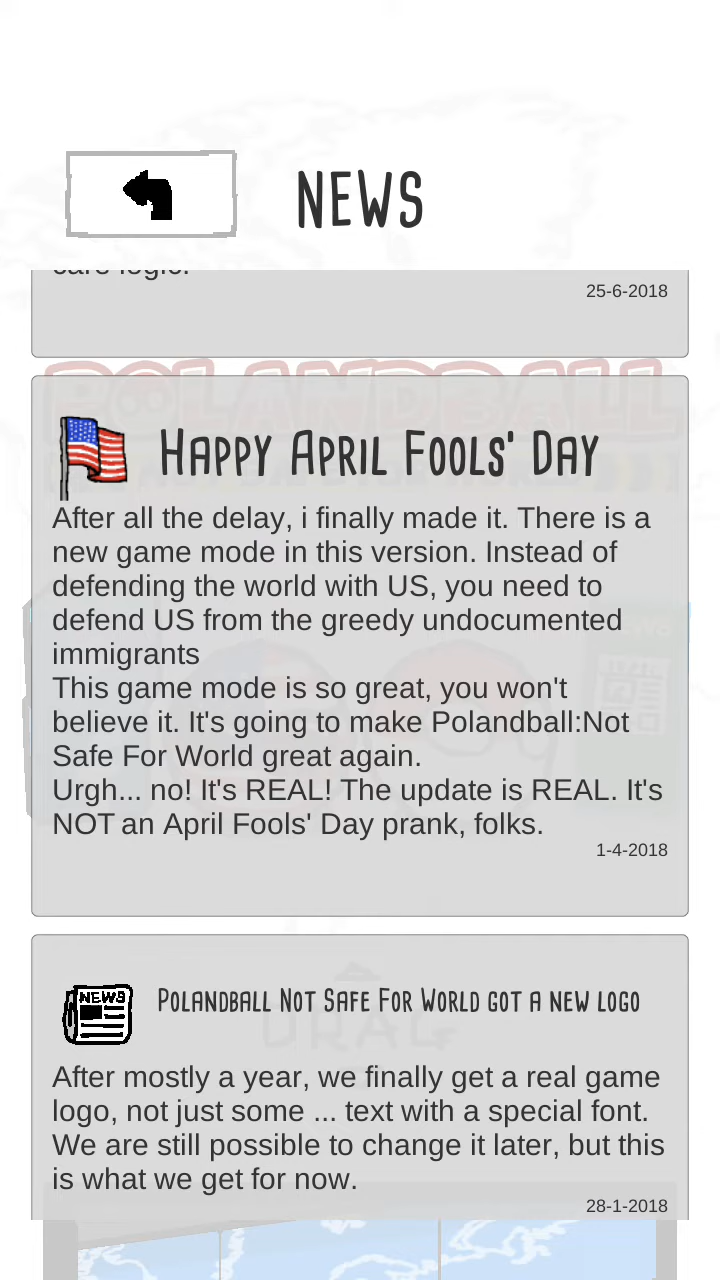 NEWS
care logic.
25-6-2018
HAPPY APRIL FOOLS' DAY
After all the delay, i finally made it. There is a
new game mode in this version. Instead of
defending the world with US, you need to
defend US from the greedy undocumented
immigrants
This game mode is so great, you won't
believe it. It's going to make Polandball:Not
Safe For World great again.
Urgh... no! It's REAL! The update is REAL. It's
NOT an April Fools' Day prank, folks.
1-4-2018
NEWS
POLANDBALL NOT SAFE FOR WORLD GOT A NEW LOGO
After mostly a year, we finally get a real game
logo, not just some ... text with a special font.
We are still possible to change it later, but this
is what we get for now.
28-1-2018
POLANDBALL
DRAG